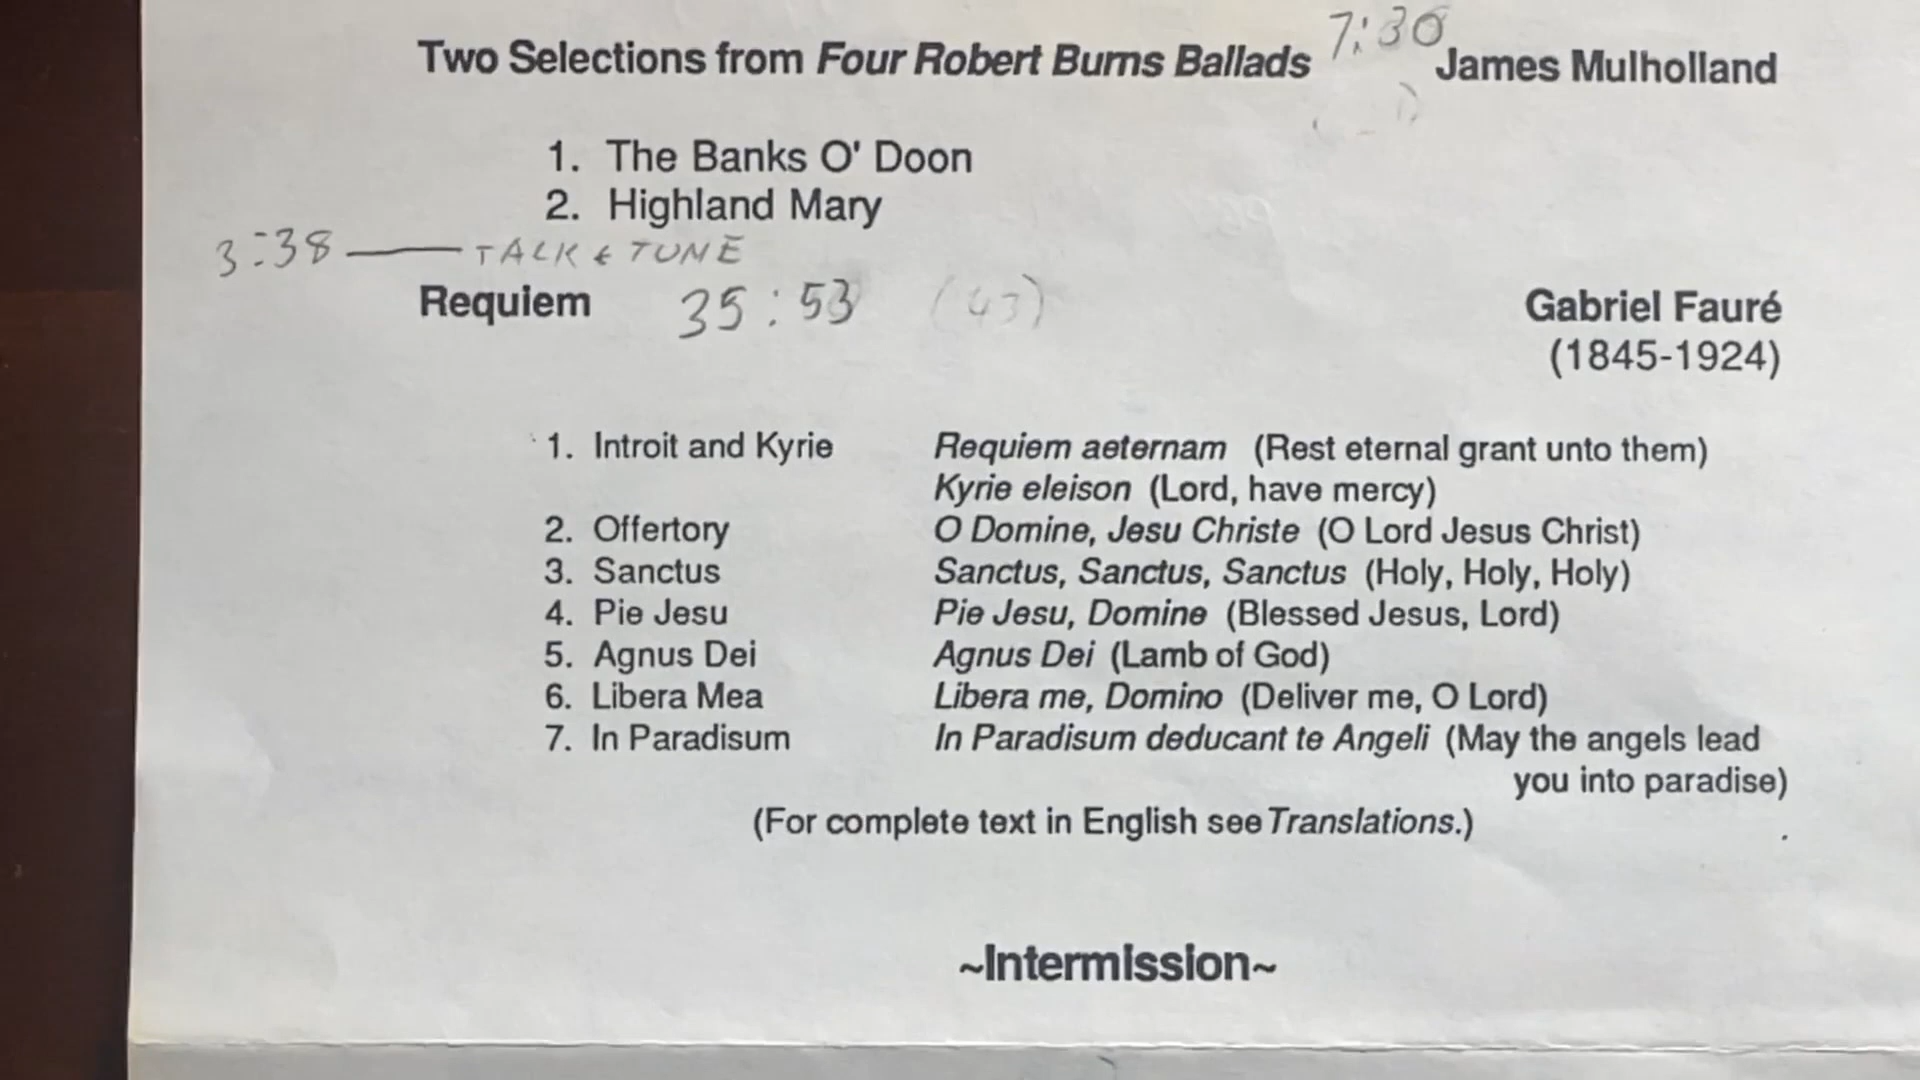 Two Selections from Four Robert Burns Ballads 7:30 James Mulholland
1. The Banks O' Doon
2. Highland Mary
3:38 — TALK & TUNE
Requiem 35:53 (43) Gabriel Fauré
(1845-1924)
1. Introit and Kyrie Requiem aeternam (Rest eternal grant unto them)
Kyrie eleison (Lord, have mercy)
2. Offertory O Domine, Jesu Christe (O Lord Jesus Christ)
3. Sanctus Sanctus, Sanctus, Sanctus (Holy, Holy, Holy)
4. Pie Jesu Pie Jesu, Domine (Blessed Jesus, Lord)
5. Agnus Dei Agnus Dei (Lamb of God)
6. Libera Mea Libera me, Domino (Deliver me, O Lord)
7. In Paradisum In Paradisum deducant te Angeli (May the angels lead
you into paradise)
(For complete text in English see Translations.)
~Intermission~